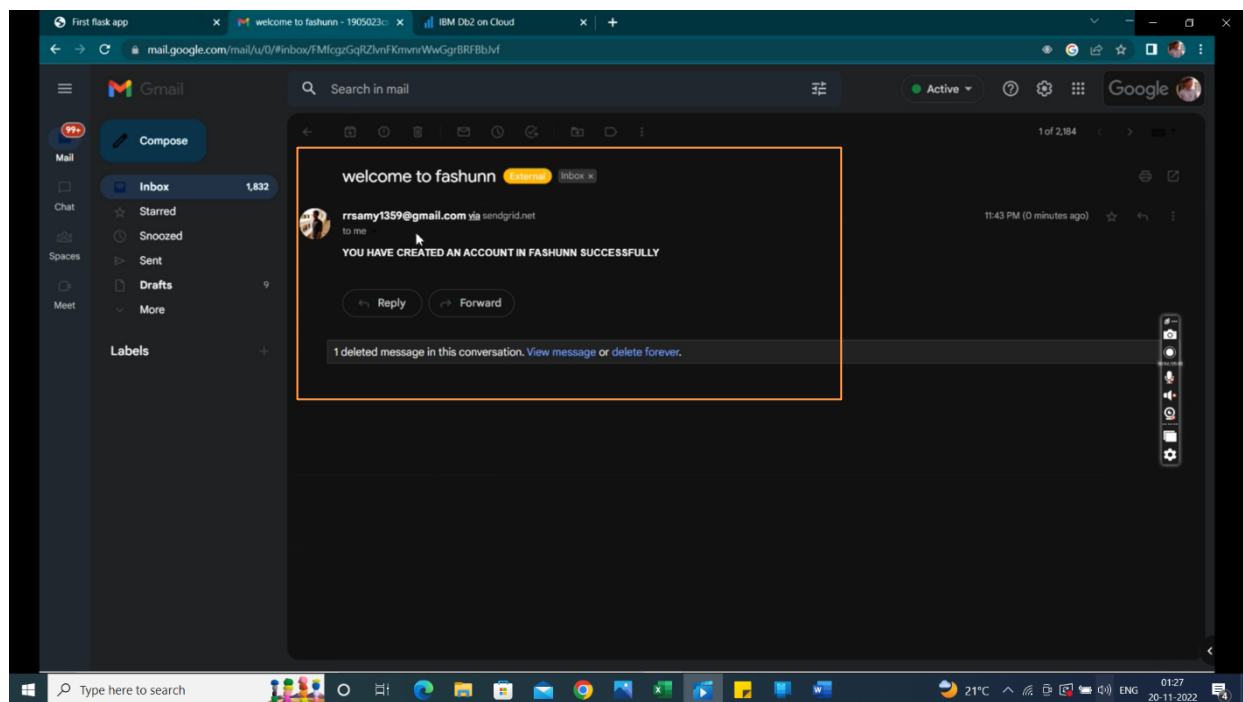 First flask app
welcome to fashunn - 1905023c
IBM Db2 on Cloud
mail.google.com/mail/u/0/#inbox/FMfcgzGqRZlvnFKmvnrWwGgrBRFBbJvf
Gmail
Search in mail
Active
Google
99+
Mail
Chat
Spaces
Meet
Compose
Inbox 1,832
Starred
Snoozed
Sent
Drafts 9
More
Labels +
1 of 2,184
welcome to fashunn External Inbox x
rrsamy1359@gmail.com via sendgrid.net 11:43 PM (0 minutes ago)
to me
YOU HAVE CREATED AN ACCOUNT IN FASHUNN SUCCESSFULLY
Reply Forward
1 deleted message in this conversation. View message or delete forever.
Type here to search
21°C
ENG
01:27
20-11-2022
4